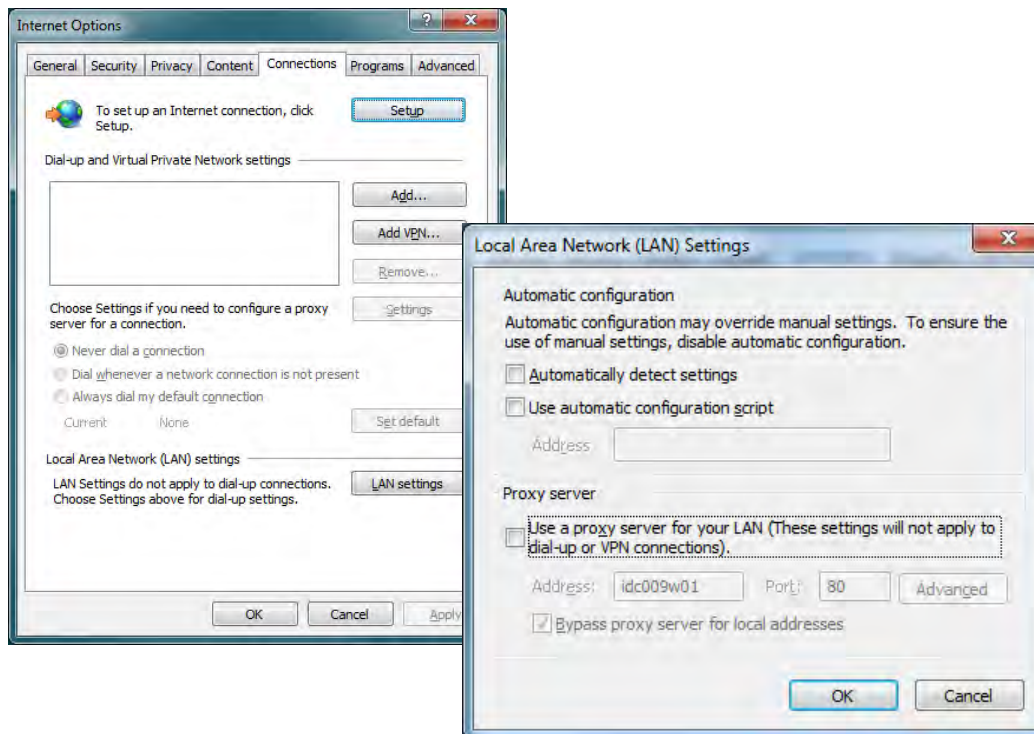 Internet Options
General Security Privacy Content Connections Programs Advanced
To set up an Internet connection, click
Setup.
Setup
Dial-up and Virtual Private Network settings
Add...
Add VPN...
Remove...
Choose Settings if you need to configure a proxy
server for a connection.
Settings
Never dial a connection
Dial whenever a network connection is not present
Always dial my default connection
Current None
Set default
Local Area Network (LAN) settings
LAN Settings do not apply to dial-up connections.
Choose Settings above for dial-up settings.
LAN settings
OK Cancel Apply
Local Area Network (LAN) Settings
Automatic configuration
Automatic configuration may override manual settings. To ensure the
use of manual settings, disable automatic configuration.
Automatically detect settings
Use automatic configuration script
Address
Proxy server
Use a proxy server for your LAN (These settings will not apply to
dial-up or VPN connections).
Address: idc009w01 Port: 80 Advanced
Bypass proxy server for local addresses
OK Cancel